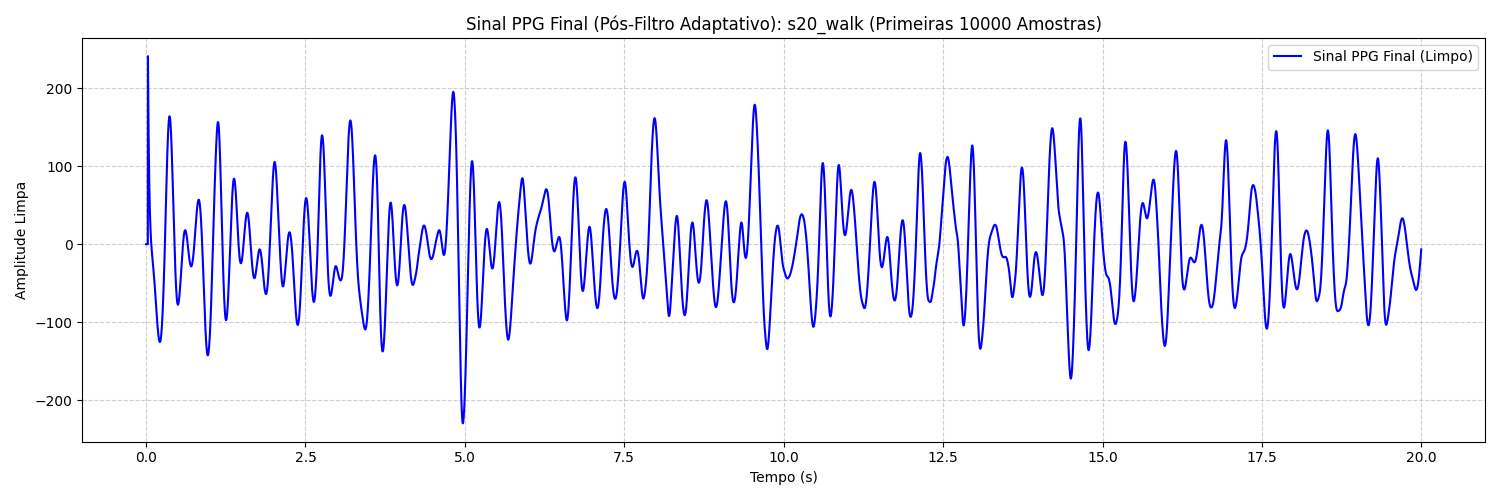 Sinal PPG Final (Pós-Filtro Adaptativo): s20_walk (Primeiras 10000 Amostras)
Sinal PPG Final (Limpo)
Amplitude Limpa
200
100
0
−100
−200
0.0 2.5 5.0 7.5 10.0 12.5 15.0 17.5 20.0
Tempo (s)